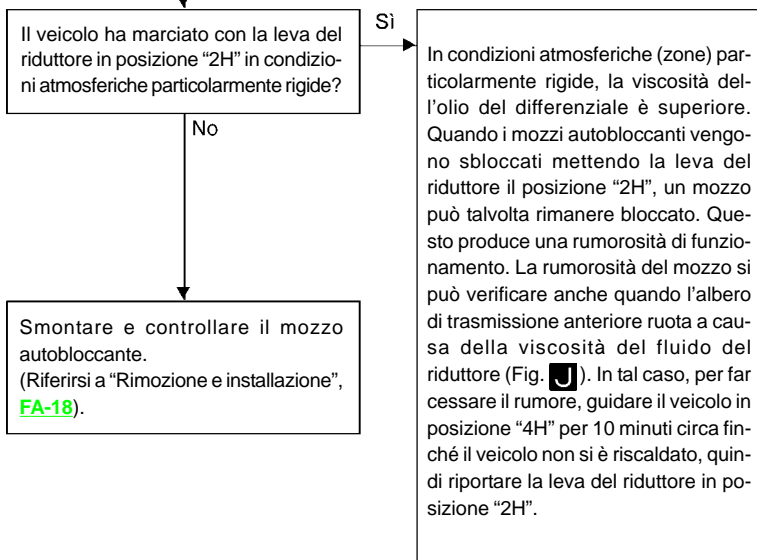 Il veicolo ha marciato con la leva del
riduttore in posizione “2H” in condizio-
ni atmosferiche particolarmente rigide?
Sì
No
Smontare e controllare il mozzo
autobloccante.
(Riferirsi a “Rimozione e installazione”,
FA-18).
In condizioni atmosferiche (zone) par-
ticolarmente rigide, la viscosità del-
l’olio del differenziale è superiore.
Quando i mozzi autobloccanti vengo-
no sbloccati mettendo la leva del
riduttore il posizione “2H”, un mozzo
può talvolta rimanere bloccato. Que-
sto produce una rumorosità di funzio-
namento. La rumorosità del mozzo si
può verificare anche quando l’albero
di trasmissione anteriore ruota a cau-
sa della viscosità del fluido del
riduttore (Fig. J ). In tal caso, per far
cessare il rumore, guidare il veicolo in
posizione “4H” per 10 minuti circa fin-
ché il veicolo non si è riscaldato, quin-
di riportare la leva del riduttore in po-
sizione “2H”.